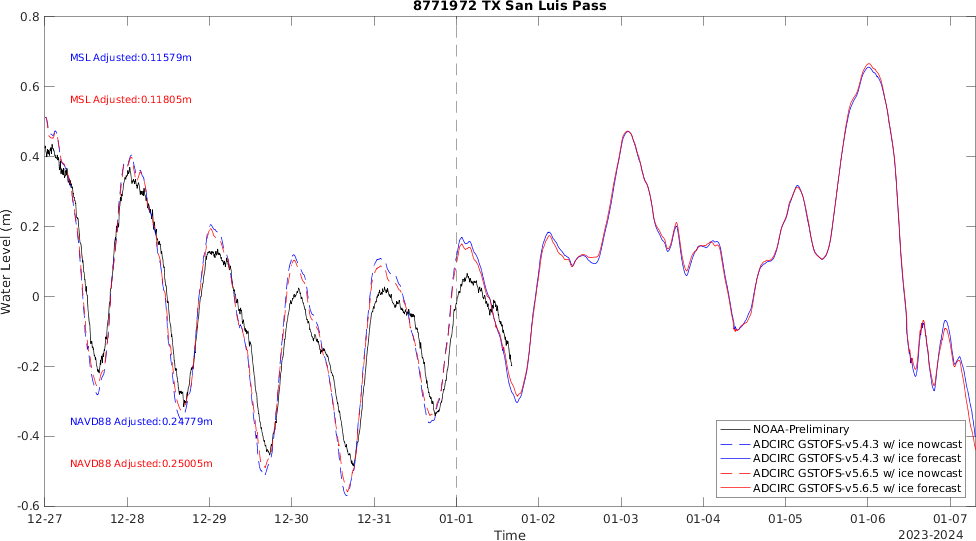 8771972 TX San Luis Pass
0.8
MSL Adjusted:0.11579m
0.6
MSL Adjusted:0.11805m
0.4
0.2
Water Level (m)
0
-0.2
NAVD88 Adjusted:0.24779m
-0.4
NAVD88 Adjusted:0.25005m
-0.6
NOAA-Preliminary
ADCIRC GSTOFS-v5.4.3 w/ ice nowcast
ADCIRC GSTOFS-v5.4.3 w/ ice forecast
ADCIRC GSTOFS-v5.6.5 w/ ice nowcast
ADCIRC GSTOFS-v5.6.5 w/ ice forecast
12-27 12-28 12-29 12-30 12-31 01-01 01-02 01-03 01-04 01-05 01-06 01-07
Time
2023-2024